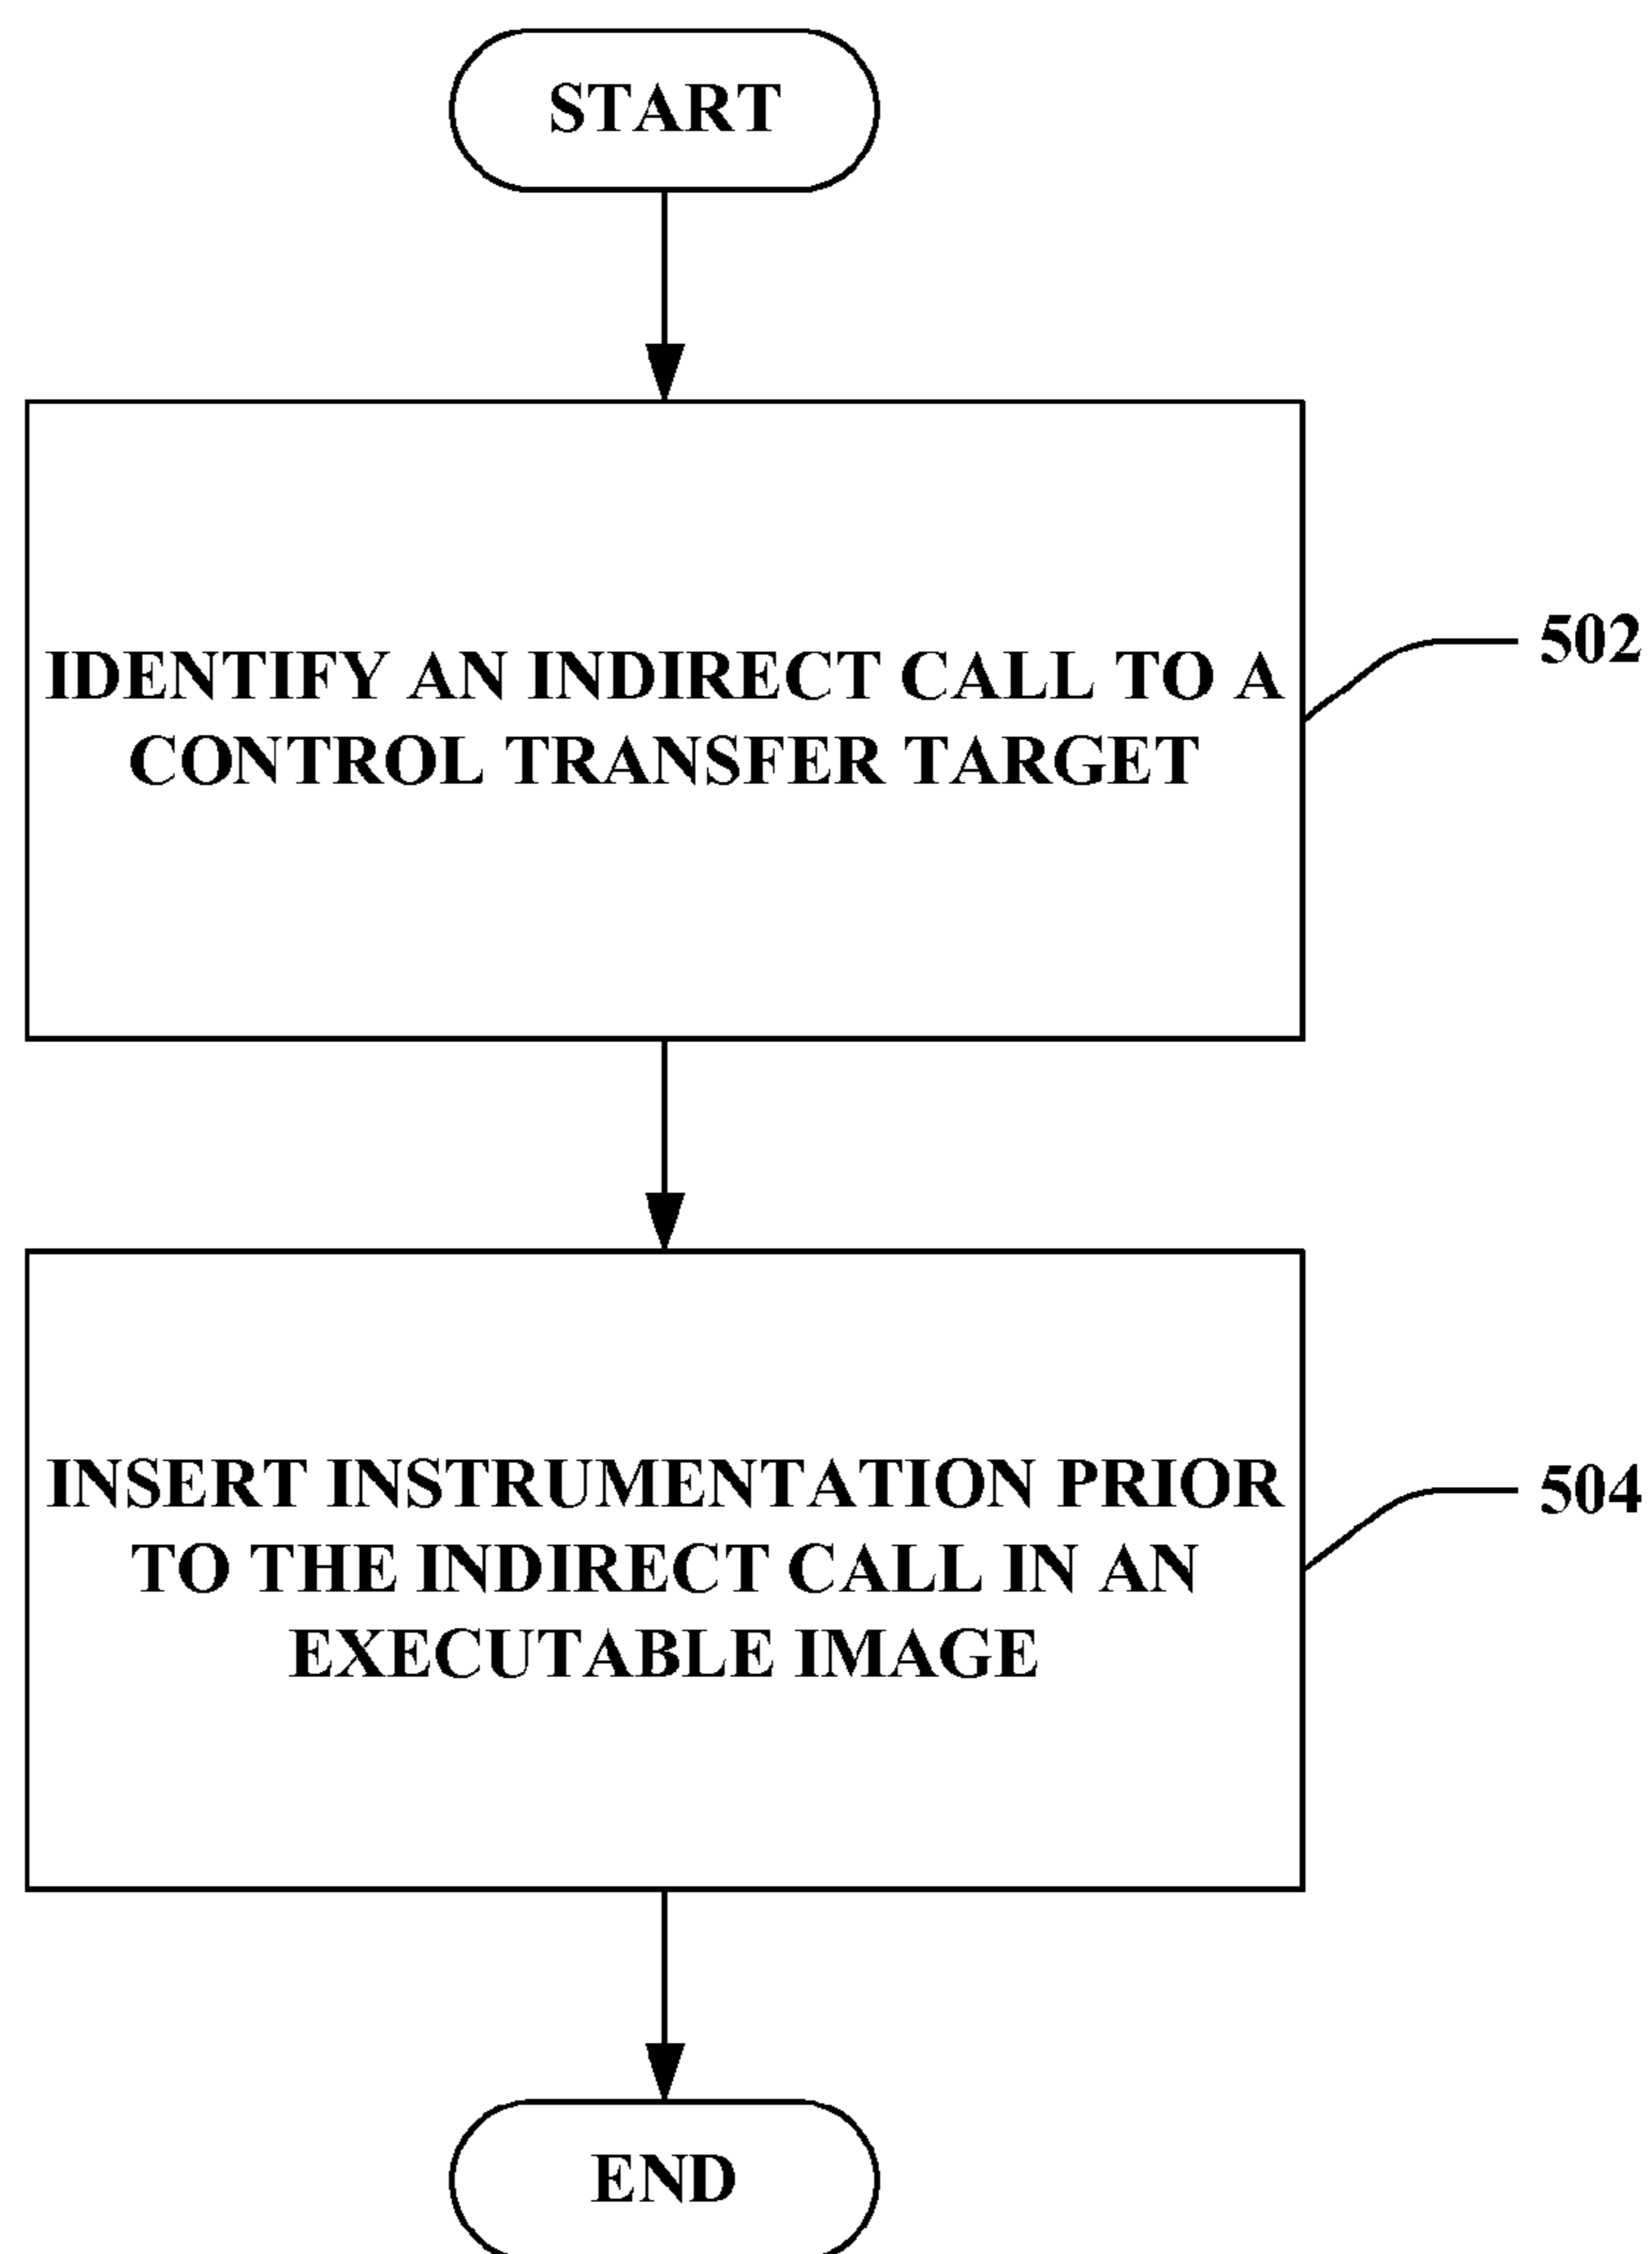 START
IDENTIFY AN INDIRECT CALL TO A
CONTROL TRANSFER TARGET
502
INSERT INSTRUMENTATION PRIOR
TO THE INDIRECT CALL IN AN
EXECUTABLE IMAGE
504
END